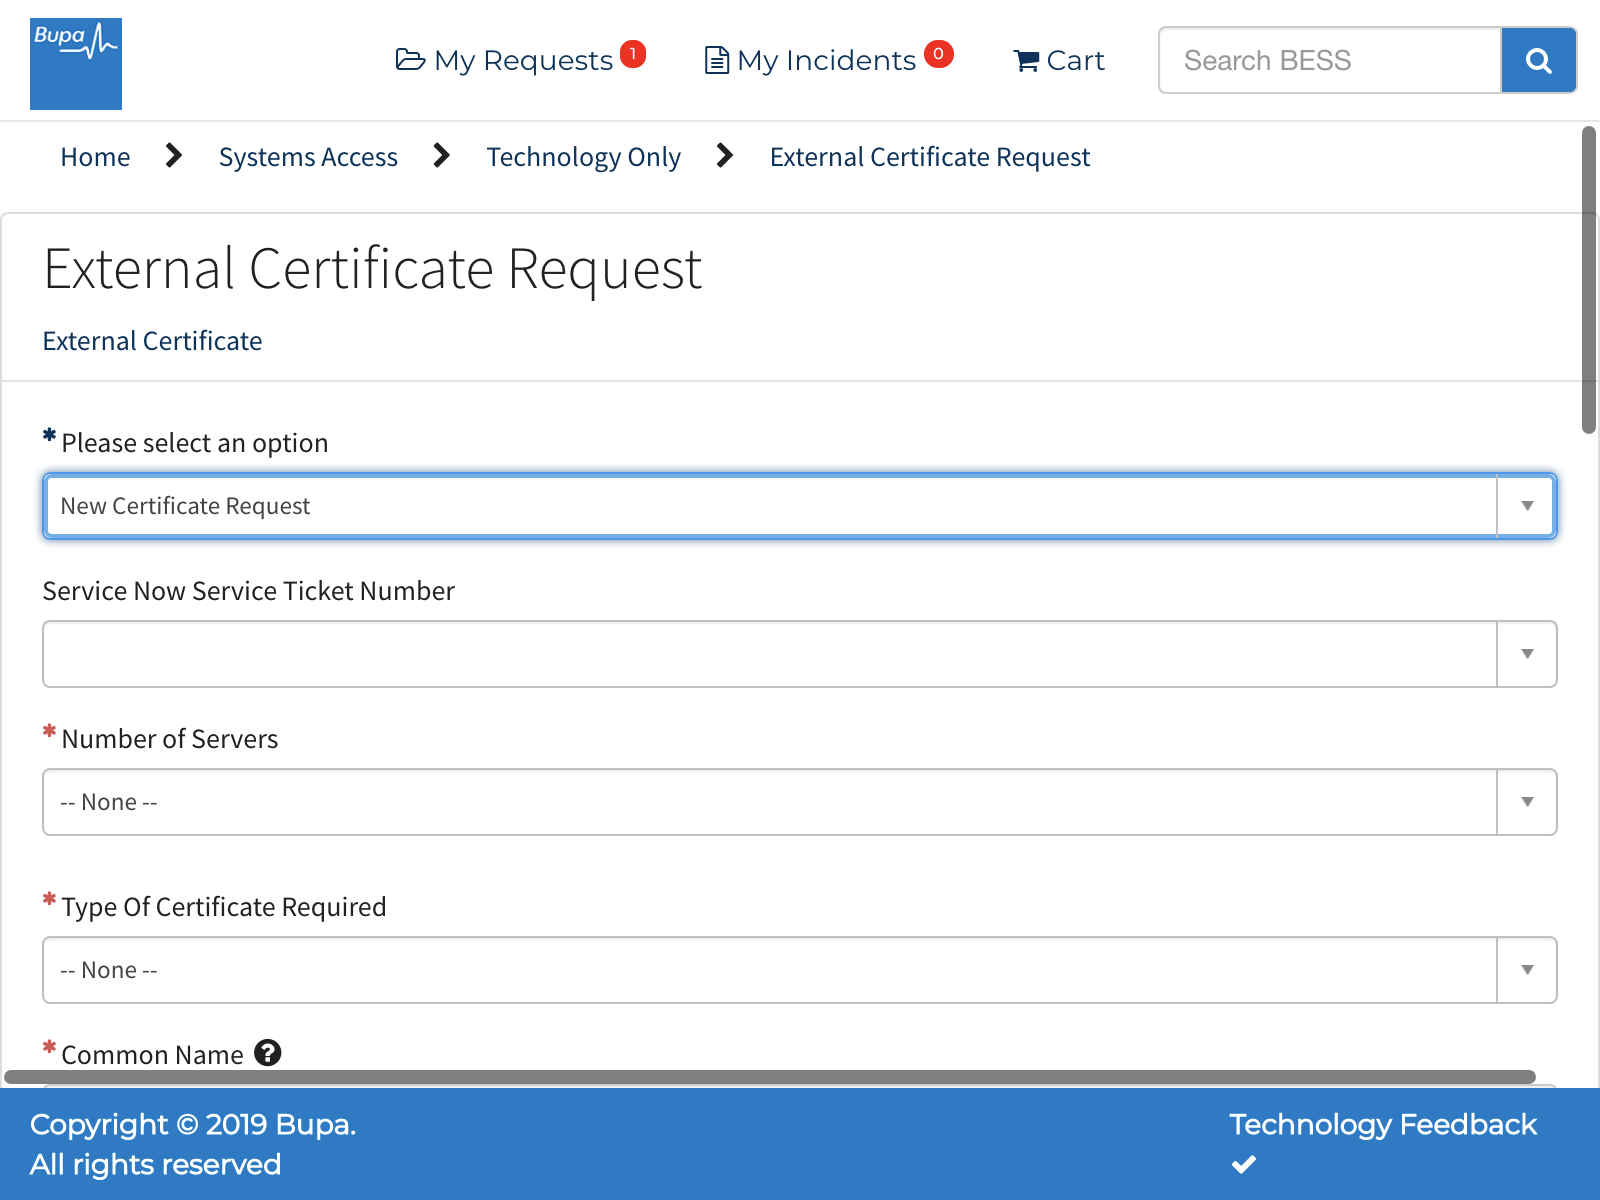 Bupa
My Requests 1
My Incidents 0
Cart
Search BESS
Home
Systems Access
Technology Only
External Certificate Request
External Certificate Request
External Certificate
* Please select an option
New Certificate Request
Service Now Service Ticket Number
* Number of Servers
-- None --
* Type Of Certificate Required
-- None --
* Common Name ?
Copyright © 2019 Bupa.
All rights reserved
Technology Feedback